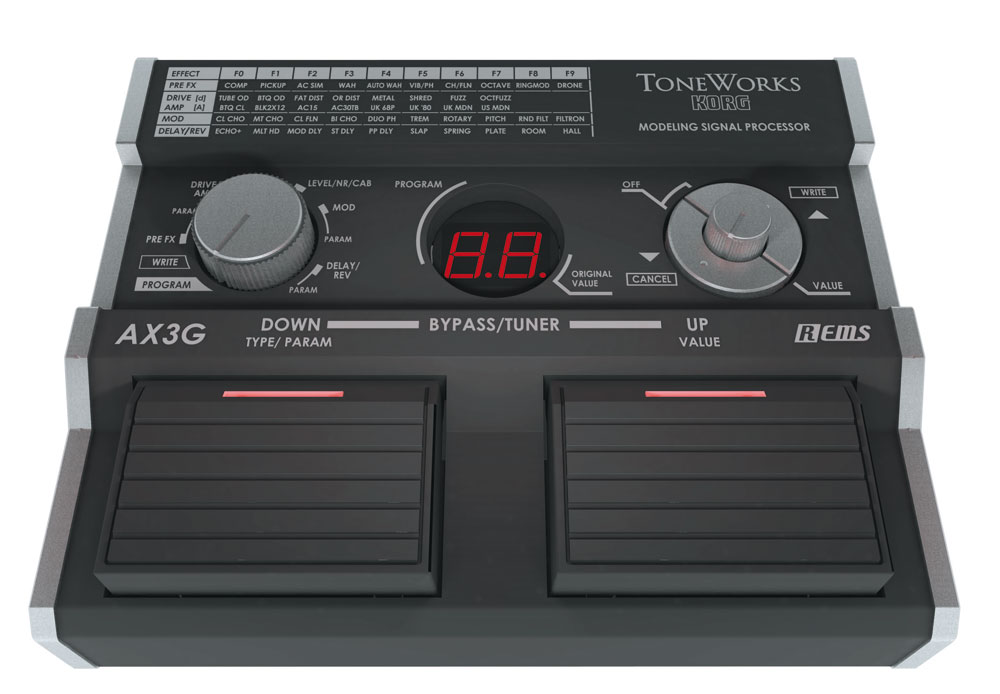 EFFECT F0 F1 F2 F3 F4 F5 F6 F7 F8 F9
PRE FX COMP PICKUP AC SIM WAH AUTO WAH VIB/PH CH/FLN OCTAVE RINGMOD DRONE
DRIVE [d] TUBE OD BTQ OD FAT DIST OR DIST METAL SHRED FUZZ OCTFUZZ
AMP [A] BTQ CL BLK2X12 AC15 AC30TB UK 68P UK '80 UK MDN US MDN
MOD CL CHO MT CHO CL FLN BI CHO DUO PH TREM ROTARY PITCH RND FILT FILTRON
DELAY/REV ECHO+ MLT HD MOD DLY ST DLY PP DLY SLAP SPRING PLATE ROOM HALL
TONEWORKS
KORG
MODELING SIGNAL PROCESSOR
DRIVE
LEVEL/NR/CAB
MOD
PARAM
PRE FX
WRITE
PROGRAM
DELAY/
REV
PARAM
PROGRAM
8.8.
ORIGINAL
VALUE
OFF
WRITE
CANCEL
VALUE
AX3G
DOWN BYPASS/TUNER UP
TYPE/ PARAM VALUE
REMS